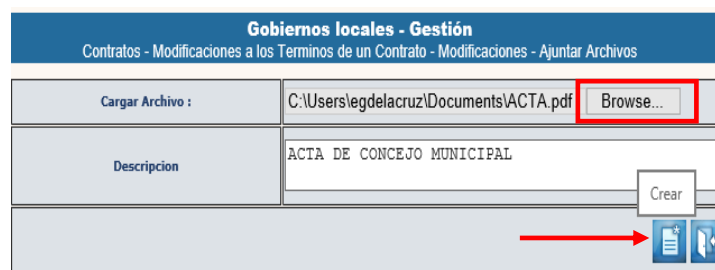 Gobiernos locales - Gestión
Contratos - Modificaciones a los Terminos de un Contrato - Modificaciones - Ajuntar Archivos
Cargar Archivo : C:\Users\egdelacruz\Documents\ACTA.pdf Browse...
Descripcion ACTA DE CONCEJO MUNICIPAL
Crear